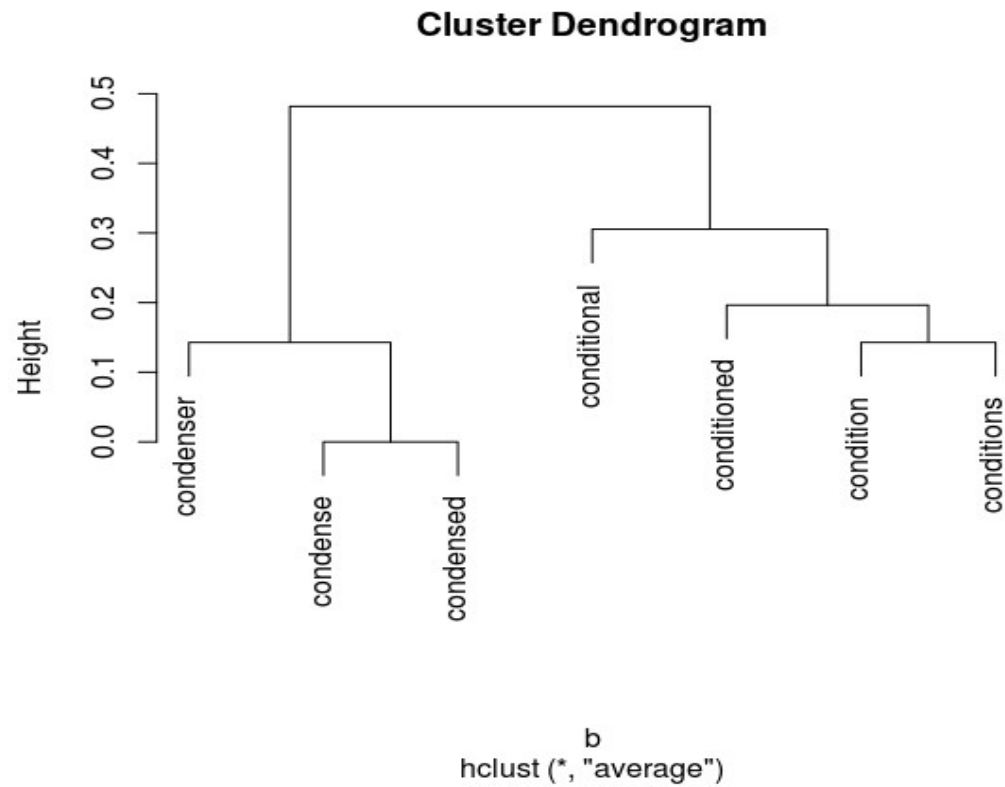 Cluster Dendrogram
Height
0.0
0.1
0.2
0.3
0.4
0.5
condenser
condense
condensed
conditional
conditioned
condition
conditions
b
hclust (*, "average")